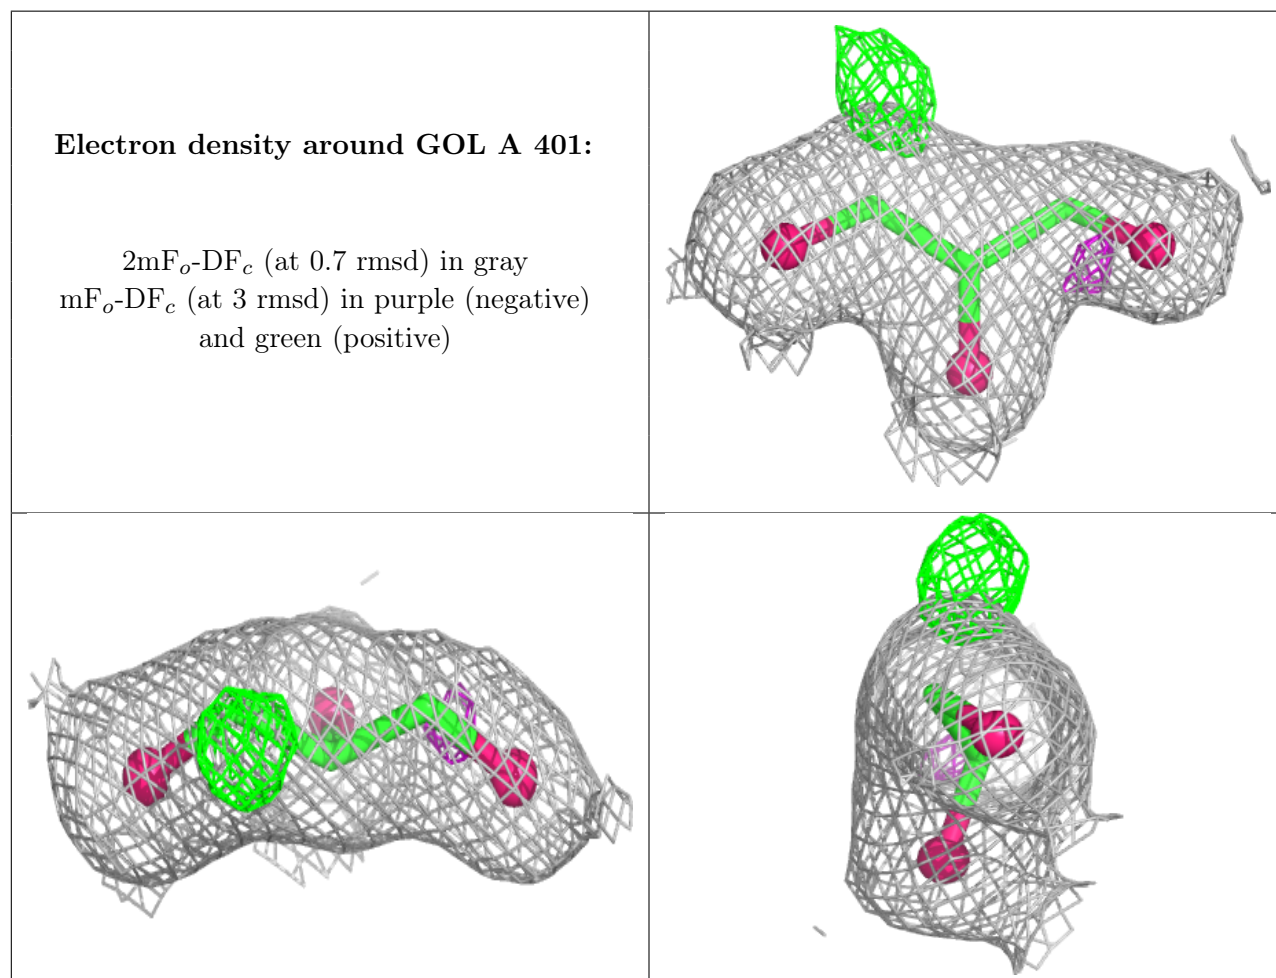 Electron density around GOL A 401:
2mFo-DFc (at 0.7 rmsd) in gray
mFo-DFc (at 3 rmsd) in purple (negative)
and green (positive)